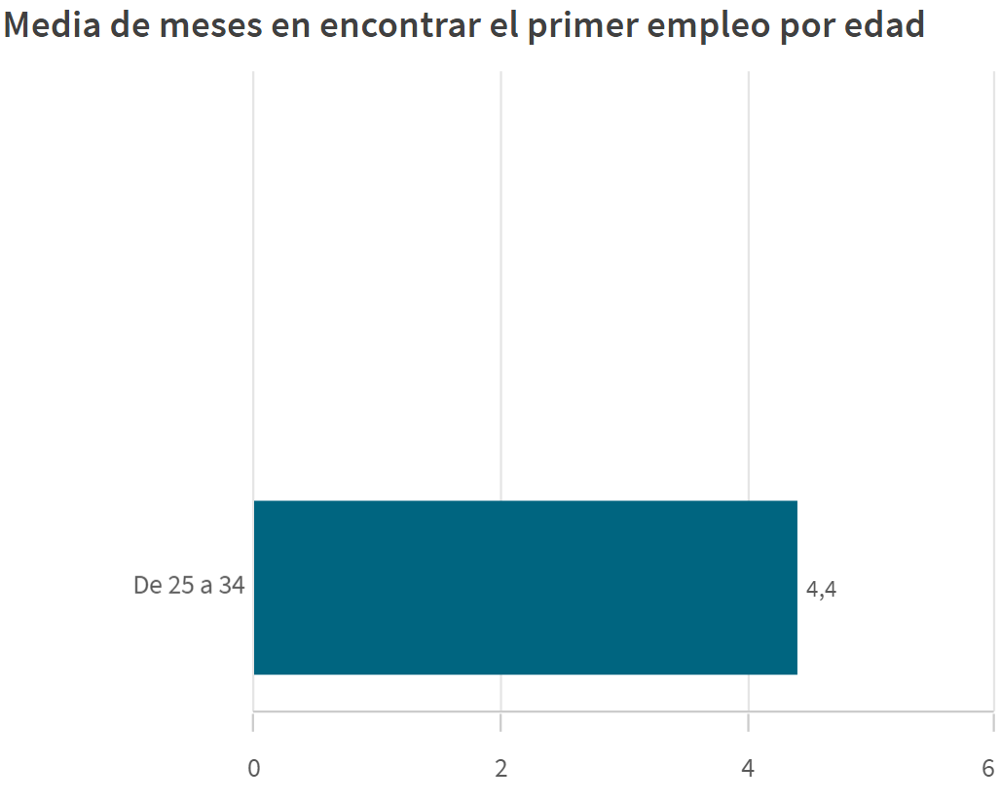 Media de meses en encontrar el primer empleo por edad
De 25 a 34
4,4
0 2 4 6